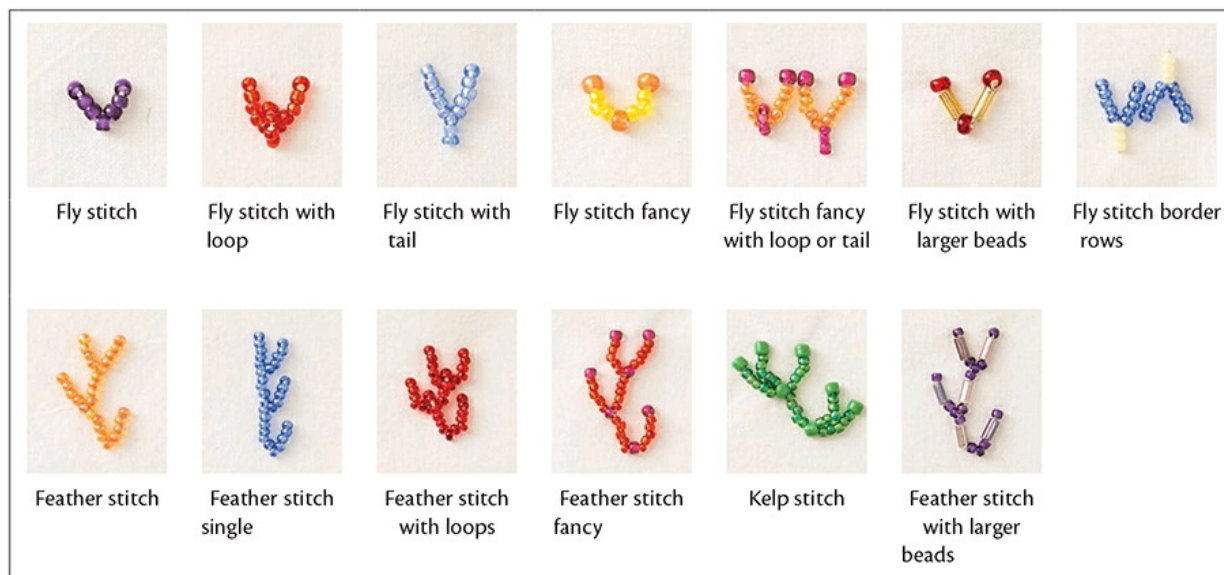 Fly stitch
Fly stitch with
loop
Fly stitch with
tail
Fly stitch fancy
Fly stitch fancy
with loop or tail
Fly stitch with
larger beads
Fly stitch border
rows
Feather stitch
Feather stitch
single
Feather stitch
with loops
Feather stitch
fancy
Kelp stitch
Feather stitch
with larger
beads